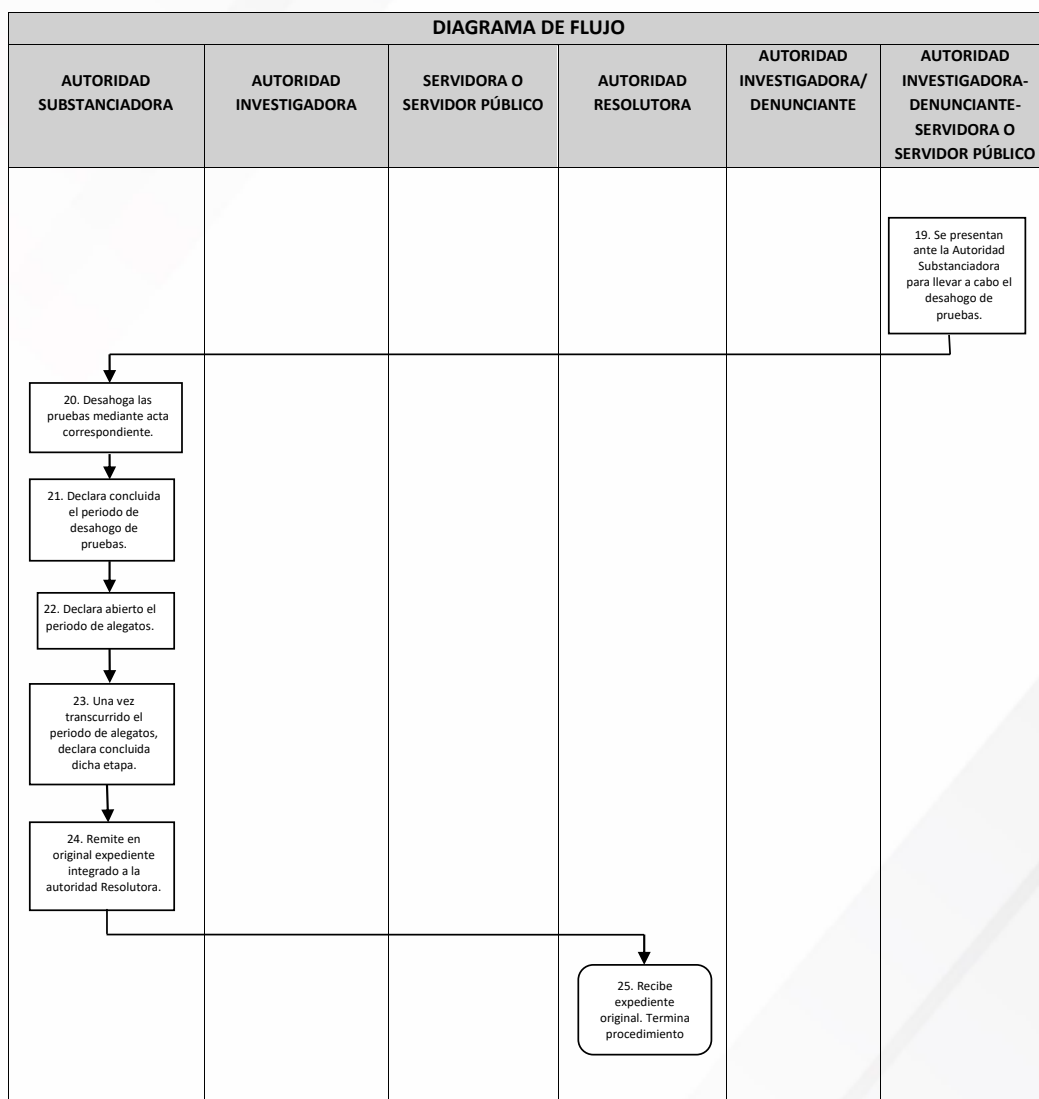 DIAGRAMA DE FLUJO
AUTORIDAD
SUBSTANCIADORA
AUTORIDAD
INVESTIGADORA
SERVIDORA O
SERVIDOR PÚBLICO
AUTORIDAD
RESOLUTORA
AUTORIDAD
INVESTIGADORA/
DENUNCIANTE
AUTORIDAD
INVESTIGADORA-
DENUNCIANTE-
SERVIDORA O
SERVIDOR PÚBLICO
19. Se presentan
ante la Autoridad
Substanciadora
para llevar a cabo el
desahogo de
pruebas.
20. Desahoga las
pruebas mediante acta
correspondiente.
21. Declara concluida
el periodo de
desahogo de
pruebas.
22. Declara abierto el
periodo de alegatos.
23. Una vez
transcurrido el
periodo de alegatos,
declara concluida
dicha etapa.
24. Remite en
original expediente
integrado a la
autoridad Resolutora.
25. Recibe
expediente
original. Termina
procedimiento